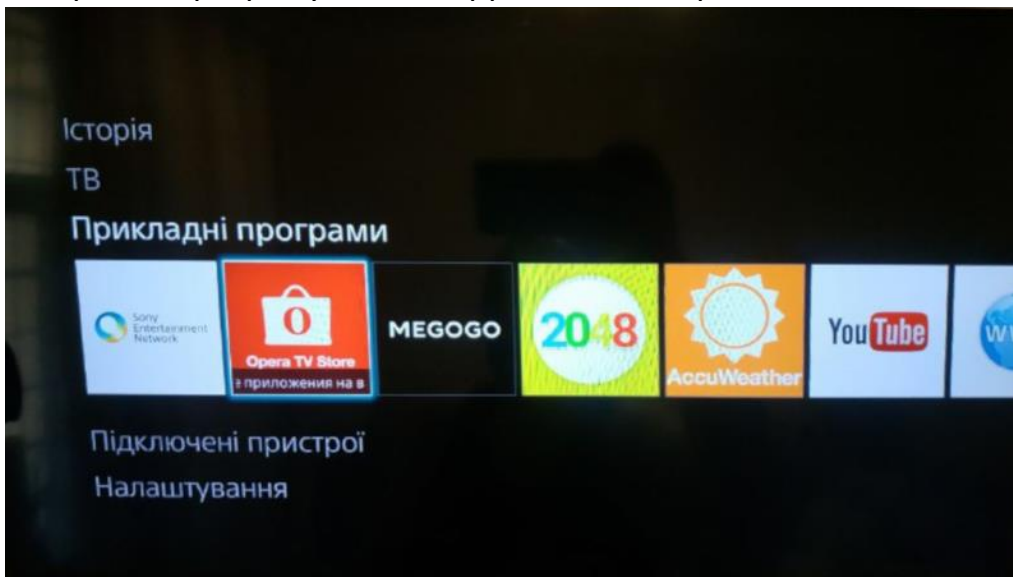 Історія
ТВ
Прикладні програми
Sony
Entertainment
Network
O
Opera TV Store
е приложения на в
MEGOGO
2048
AccuWeather
YouTube
Підключені пристрої
Налаштування